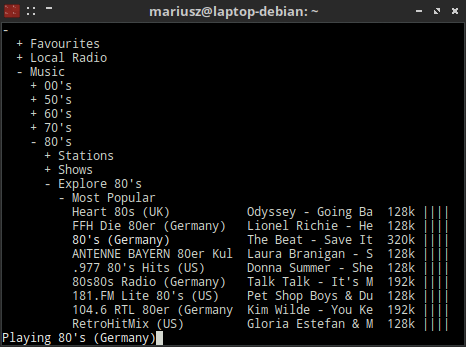 mariusz@laptop-debian: ~
-
+ Favourites
+ Local Radio
- Music
+ 00's
+ 50's
+ 60's
+ 70's
- 80's
+ Stations
+ Shows
- Explore 80's
- Most Popular
Heart 80s (UK) Odyssey - Going Ba 128k ||||
FFH Die 80er (Germany) Lionel Richie - He 128k ||||
80's (Germany) The Beat - Save It 320k ||||
ANTENNE BAYERN 80er Kul Laura Branigan - S 128k ||||
.977 80's Hits (US) Donna Summer - She 128k ||||
80s80s Radio (Germany) Talk Talk - It's M 192k ||||
181.FM Lite 80's (US) Pet Shop Boys & Du 128k ||||
104.6 RTL 80er (Germany Kim Wilde - You Ke 192k ||||
RetroHitMix (US) Gloria Estefan & M 128k ||||
Playing 80's (Germany)